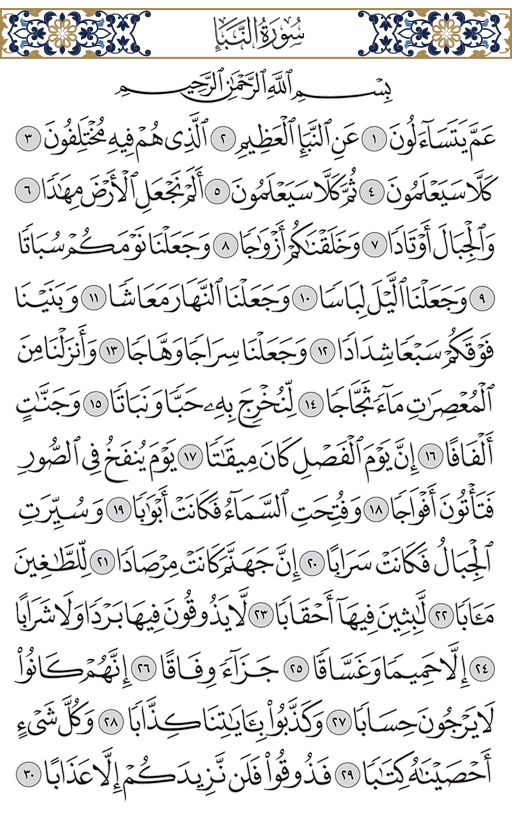 سُورَةُ النَّبَإِ
بِسْمِ ٱللَّهِ ٱلرَّحْمَٰنِ ٱلرَّحِيمِ
عَمَّ يَتَسَآءَلُونَ ١ عَنِ ٱلنَّبَإِ ٱلْعَظِيمِ ٢ ٱلَّذِى هُمْ فِيهِ مُخْتَلِفُونَ ٣
كَلَّا سَيَعْلَمُونَ ٤ ثُمَّ كَلَّا سَيَعْلَمُونَ ٥ أَلَمْ نَجْعَلِ ٱلْأَرْضَ مِهَٰدًا ٦
وَٱلْجِبَالَ أَوْتَادًا ٧ وَخَلَقْنَٰكُمْ أَزْوَٰجًا ٨ وَجَعَلْنَا نَوْمَكُمْ سُبَاتًا
٩ وَجَعَلْنَا ٱلَّيْلَ لِبَاسًا ١٠ وَجَعَلْنَا ٱلنَّهَارَ مَعَاشًا ١١ وَبَنَيْنَا
فَوْقَكُمْ سَبْعًا شِدَادًا ١٢ وَجَعَلْنَا سِرَاجًا وَهَّاجًا ١٣ وَأَنزَلْنَا مِنَ
ٱلْمُعْصِرَٰتِ مَآءً ثَجَّاجًا ١٤ لِّنُخْرِجَ بِهِۦ حَبًّا وَنَبَاتًا ١٥ وَجَنَّٰتٍ
أَلْفَافًا ١٦ إِنَّ يَوْمَ ٱلْفَصْلِ كَانَ مِيقَٰتًا ١٧ يَوْمَ يُنفَخُ فِى ٱلصُّورِ
فَتَأْتُونَ أَفْوَاجًا ١٨ وَفُتِحَتِ ٱلسَّمَآءُ فَكَانَتْ أَبْوَٰبًا ١٩ وَسُيِّرَتِ
ٱلْجِبَالُ فَكَانَتْ سَرَابًا ٢٠ إِنَّ جَهَنَّمَ كَانَتْ مِرْصَادًا ٢١ لِّلطَّٰغِينَ
مَـَٔابًا ٢٢ لَّٰبِثِينَ فِيهَآ أَحْقَابًا ٢٣ لَّا يَذُوقُونَ فِيهَا بَرْدًا وَلَا شَرَابًا
٢٤ إِلَّا حَمِيمًا وَغَسَّاقًا ٢٥ جَزَآءً وِفَاقًا ٢٦ إِنَّهُمْ كَانُوا۟
لَا يَرْجُونَ حِسَابًا ٢٧ وَكَذَّبُوا۟ بِـَٔايَٰتِنَا كِذَّابًا ٢٨ وَكُلَّ شَىْءٍ
أَحْصَيْنَٰهُ كِتَٰبًا ٢٩ فَذُوقُوا۟ فَلَن نَّزِيدَكُمْ إِلَّا عَذَابًا ٣٠